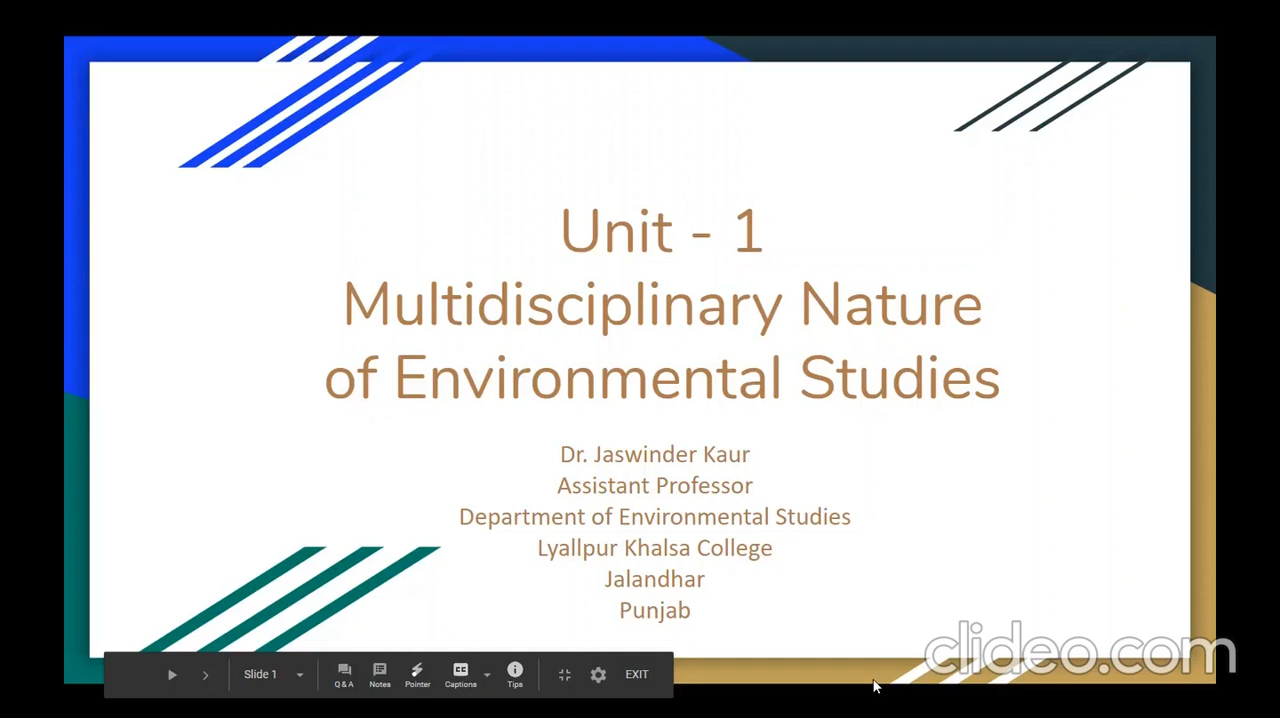 Unit - 1
Multidisciplinary Nature
of Environmental Studies
Dr. Jaswinder Kaur
Assistant Professor
Department of Environmental Studies
Lyallpur Khalsa College
Jalandhar
Punjab
clideo.com
Slide 1
Q & A
Notes
Pointer
Captions
Tips
EXIT